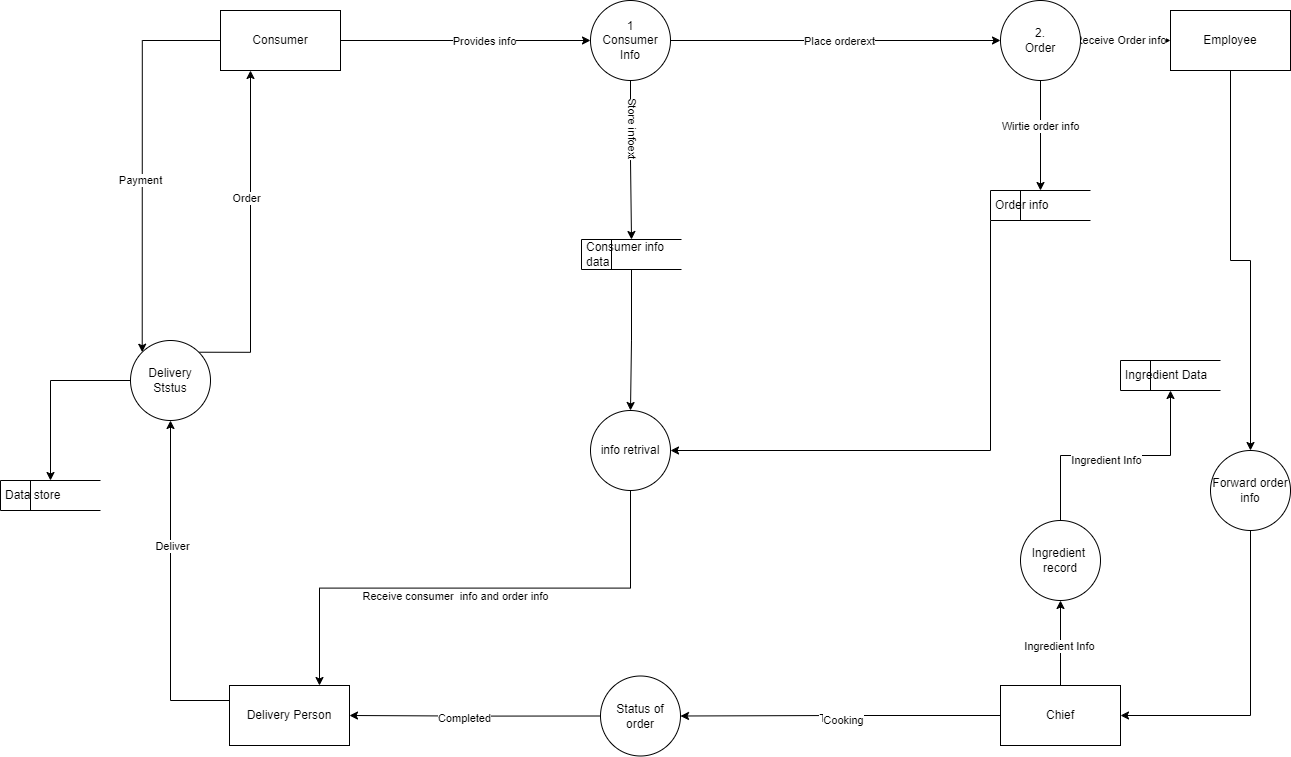 Consumer
Provides info
1
Consumer
Info
Place orderext
2.
Order
eceive Order info
Employee
Store infoext
Wirtie order info
Payment
Order
Order info
Consumer info
data
Delivery
Ststus
Ingredient Data
info retrival
Ingredient Info
Data store
Forward order
info
Deliver
Ingredient
record
Receive consumer  info and order info
Ingredient Info
Delivery Person
Completed
Status of
order
Cooking
Chief